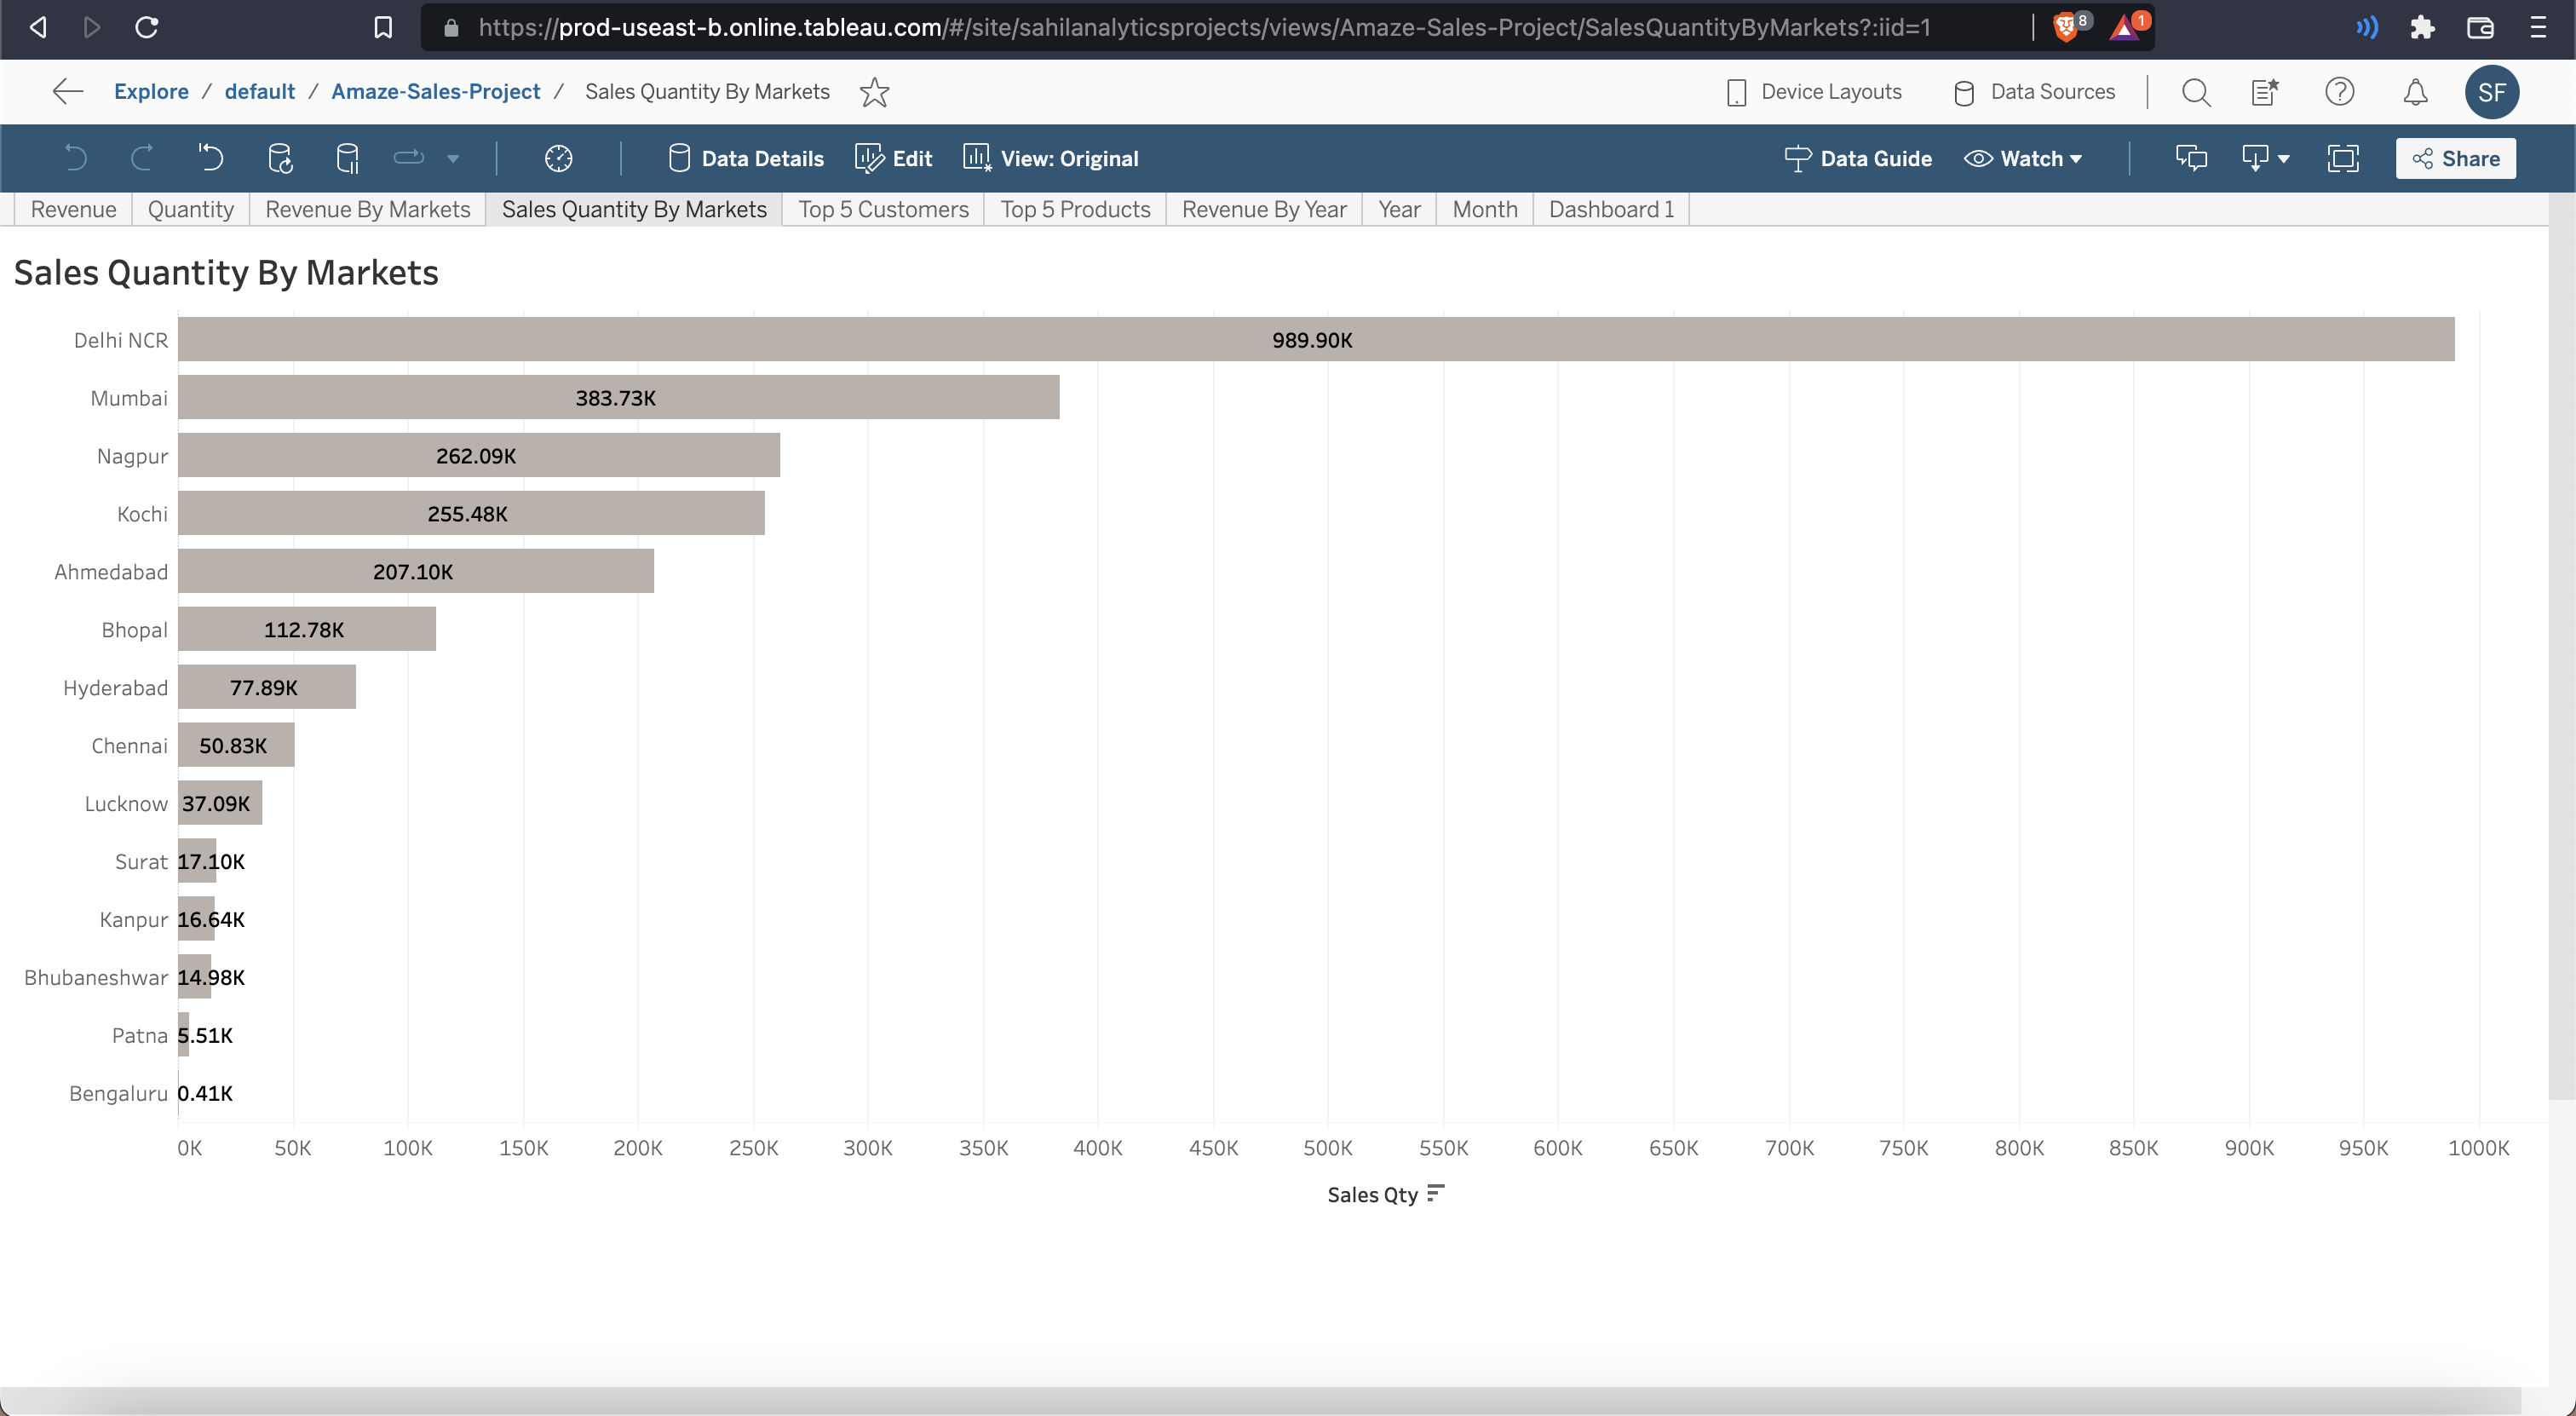 https://prod-useast-b.online.tableau.com/#/site/sahilanalyticsprojects/views/Amaze-Sales-Project/SalesQuantityByMarkets?:iid=1 8 1
Explore / default / Amaze-Sales-Project / Sales Quantity By Markets Device Layouts Data Sources SF
Data Details Edit View: Original Data Guide Watch Share
Revenue Quantity Revenue By Markets Sales Quantity By Markets Top 5 Customers Top 5 Products Revenue By Year Year Month Dashboard 1
Sales Quantity By Markets
Delhi NCR 989.90K
Mumbai 383.73K
Nagpur 262.09K
Kochi 255.48K
Ahmedabad 207.10K
Bhopal 112.78K
Hyderabad 77.89K
Chennai 50.83K
Lucknow 37.09K
Surat 17.10K
Kanpur 16.64K
Bhubaneshwar 14.98K
Patna 5.51K
Bengaluru 0.41K
0K 50K 100K 150K 200K 250K 300K 350K 400K 450K 500K 550K 600K 650K 700K 750K 800K 850K 900K 950K 1000K
Sales Qty